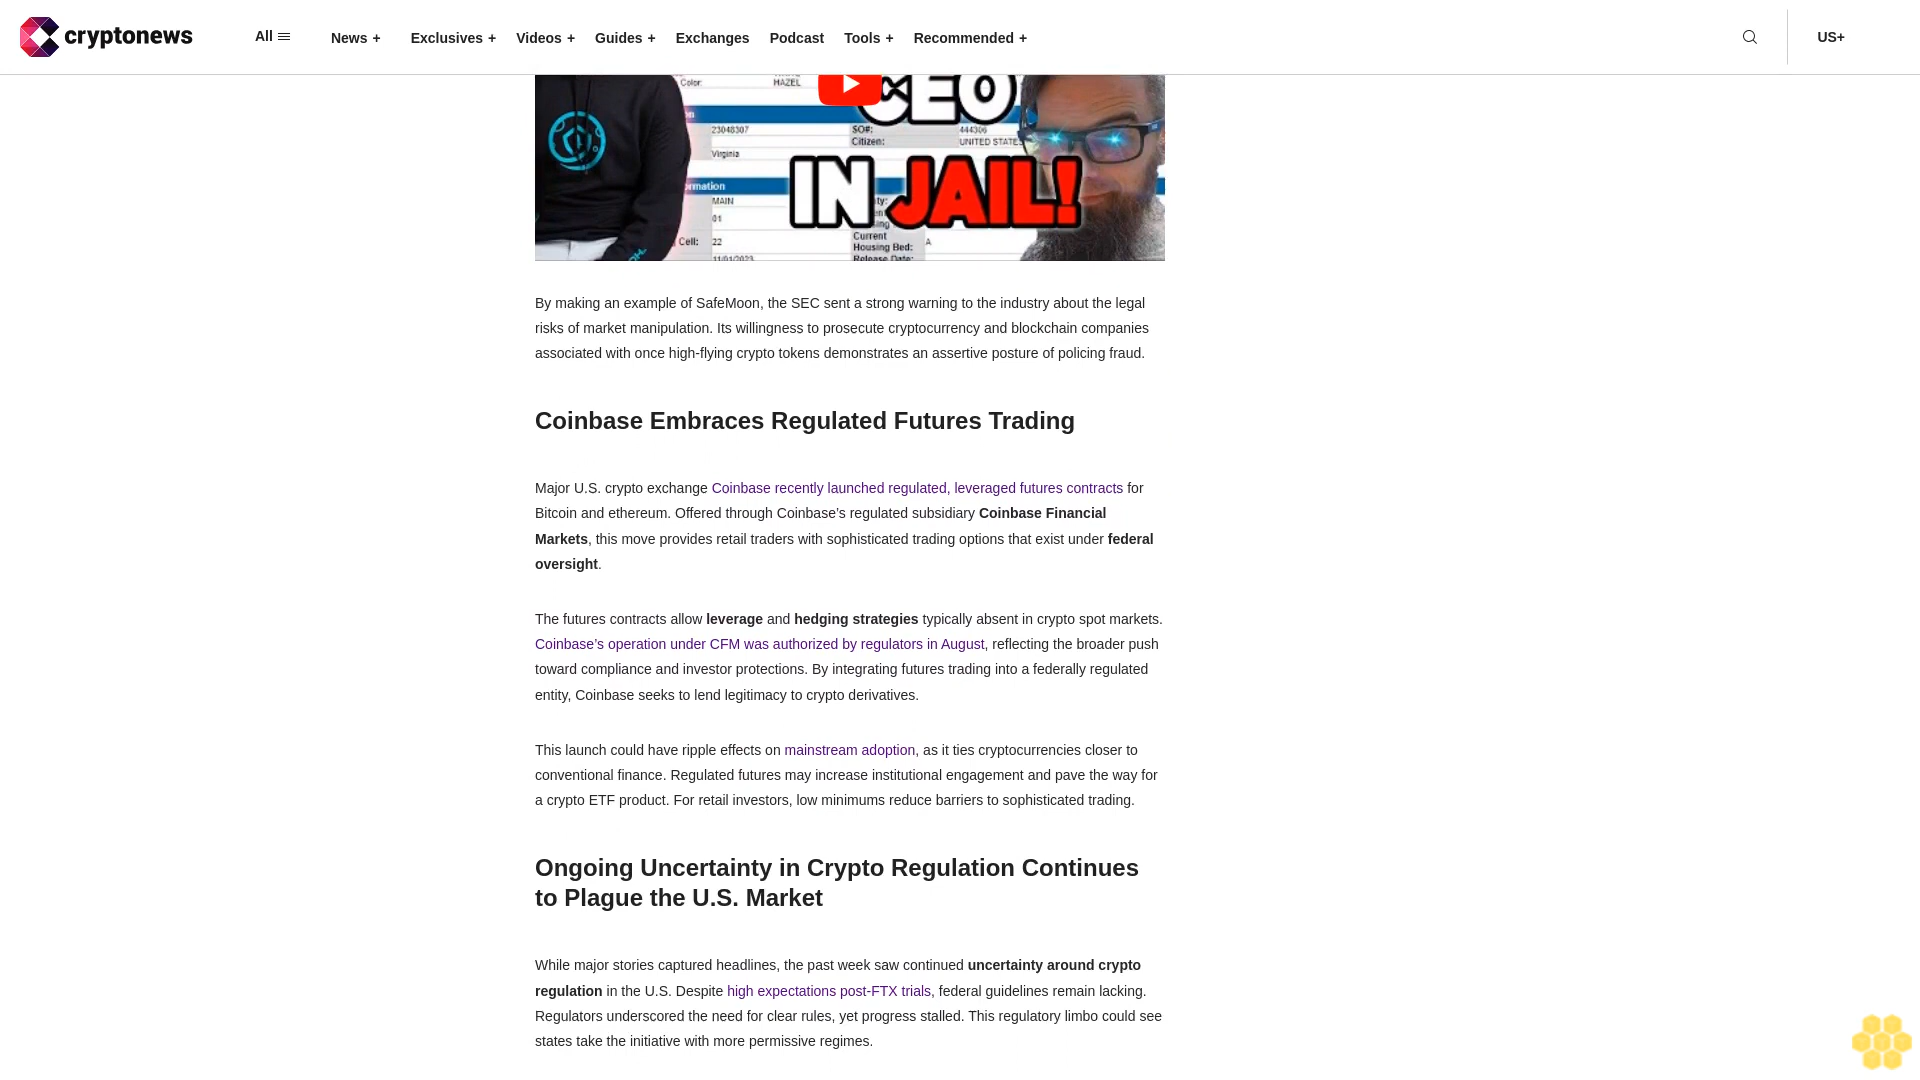 cryptonews
All
News +
Exclusives +
Videos +
Guides +
Exchanges
Podcast
Tools +
Recommended +
US+
Color:
HAZEL
CEO
23048307
SO#:
444306
Citizen:
UNITED STATES
Virginia
IN JAIL!
MAIN
01
Current
Cell:
22
Housing Bed:
A
11/01/2023
Release Date:
By making an example of SafeMoon, the SEC sent a strong warning to the industry about the legal
risks of market manipulation. Its willingness to prosecute cryptocurrency and blockchain companies
associated with once high-flying crypto tokens demonstrates an assertive posture of policing fraud.
Coinbase Embraces Regulated Futures Trading
Major U.S. crypto exchange Coinbase recently launched regulated, leveraged futures contracts for
Bitcoin and ethereum. Offered through Coinbase’s regulated subsidiary Coinbase Financial
Markets, this move provides retail traders with sophisticated trading options that exist under federal
oversight.
The futures contracts allow leverage and hedging strategies typically absent in crypto spot markets.
Coinbase’s operation under CFM was authorized by regulators in August, reflecting the broader push
toward compliance and investor protections. By integrating futures trading into a federally regulated
entity, Coinbase seeks to lend legitimacy to crypto derivatives.
This launch could have ripple effects on mainstream adoption, as it ties cryptocurrencies closer to
conventional finance. Regulated futures may increase institutional engagement and pave the way for
a crypto ETF product. For retail investors, low minimums reduce barriers to sophisticated trading.
Ongoing Uncertainty in Crypto Regulation Continues
to Plague the U.S. Market
While major stories captured headlines, the past week saw continued uncertainty around crypto
regulation in the U.S. Despite high expectations post-FTX trials, federal guidelines remain lacking.
Regulators underscored the need for clear rules, yet progress stalled. This regulatory limbo could see
states take the initiative with more permissive regimes.